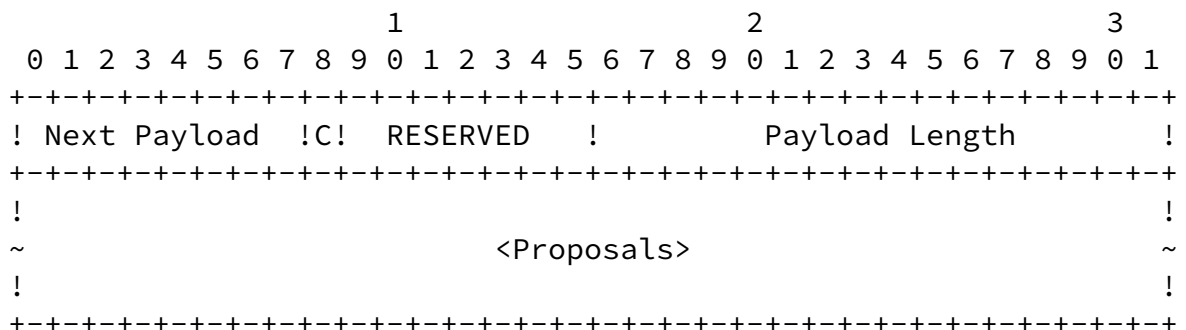 1                   2                   3
 0 1 2 3 4 5 6 7 8 9 0 1 2 3 4 5 6 7 8 9 0 1 2 3 4 5 6 7 8 9 0 1
+-+-+-+-+-+-+-+-+-+-+-+-+-+-+-+-+-+-+-+-+-+-+-+-+-+-+-+-+-+-+-+-+
! Next Payload  !C!  RESERVED   !         Payload Length        !
+-+-+-+-+-+-+-+-+-+-+-+-+-+-+-+-+-+-+-+-+-+-+-+-+-+-+-+-+-+-+-+-+
!                                                               !
~                          <Proposals>                          ~
!                                                               !
+-+-+-+-+-+-+-+-+-+-+-+-+-+-+-+-+-+-+-+-+-+-+-+-+-+-+-+-+-+-+-+-+